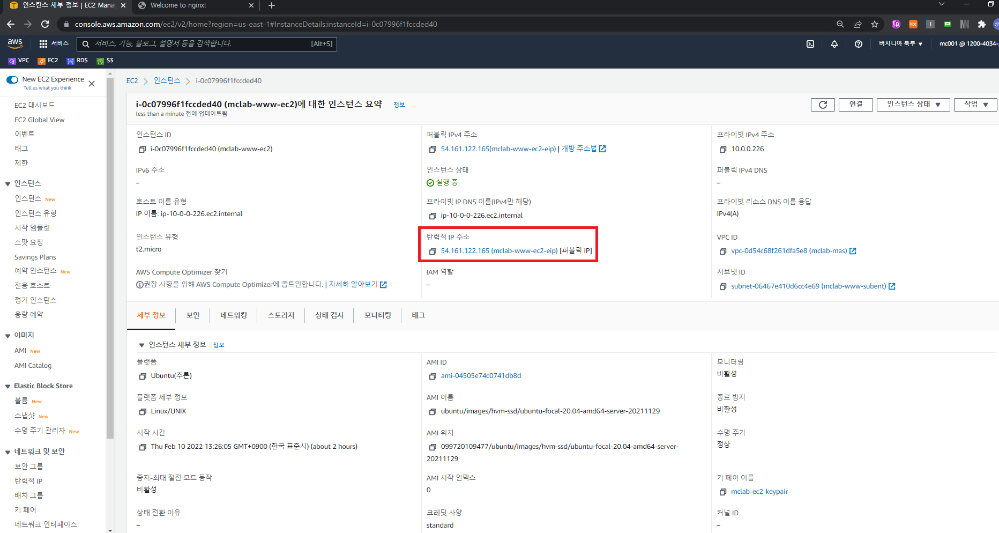 인스턴스 세부 정보 | EC2 Mana
Welcome to nginx!
console.aws.amazon.com/ec2/v2/home?region=us-east-1#InstanceDetails:instanceId=i-0c07996f1fccded40
aws
서비스
서비스, 기능, 블로그, 설명서 등을 검색합니다.
[Alt+S]
버지니아 북부
mc001 @ 1200-4034-
VPC
EC2
RDS
S3
New EC2 Experience
Tell us what you think
EC2 대시보드
EC2 Global View
이벤트
태그
제한
인스턴스
인스턴스 New
인스턴스 유형
시작 템플릿
스팟 요청
Savings Plans
예약 인스턴스 New
전용 호스트
정기 인스턴스
용량 예약
이미지
AMI New
AMI Catalog
Elastic Block Store
볼륨 New
스냅샷 New
수명 주기 관리자 New
네트워크 및 보안
보안 그룹
탄력적 IP
배치 그룹
키 페어
네트워크 인터페이스
EC2
인스턴스
i-0c07996f1fccded40
i-0c07996f1fccded40 (mclab-www-ec2)에 대한 인스턴스 요약 정보
less than a minute 전에 업데이트됨
연결
인스턴스 상태
작업
인스턴스 ID
i-0c07996f1fccded40 (mclab-www-ec2)
퍼블릭 IPv4 주소
54.161.122.165(mclab-www-ec2-eip) | 개방 주소법
프라이빗 IPv4 주소
10.0.0.226
IPv6 주소
–
인스턴스 상태
실행 중
퍼블릭 IPv4 DNS
–
호스트 이름 유형
IP 이름: ip-10-0-0-226.ec2.internal
프라이빗 IP DNS 이름(IPv4만 해당)
ip-10-0-0-226.ec2.internal
프라이빗 리소스 DNS 이름 응답
IPv4(A)
인스턴스 유형
t2.micro
탄력적 IP 주소
54.161.122.165 (mclab-www-ec2-eip) [퍼블릭 IP]
VPC ID
vpc-0d54c68f261dfa5e8 (mclab-mas)
AWS Compute Optimizer 찾기
권장 사항을 위해 AWS Compute Optimizer에 옵트인합니다. | 자세히 알아보기
IAM 역할
–
서브넷 ID
subnet-06467e410d6cc4e69 (mclab-www-subent)
세부 정보
보안
네트워킹
스토리지
상태 검사
모니터링
태그
인스턴스 세부 정보 정보
플랫폼
Ubuntu(추론)
AMI ID
ami-04505e74c0741db8d
모니터링
비활성
플랫폼 세부 정보
Linux/UNIX
AMI 이름
ubuntu/images/hvm-ssd/ubuntu-focal-20.04-amd64-server-20211129
종료 방지
비활성
시작 시간
Thu Feb 10 2022 13:26:05 GMT+0900 (한국 표준시) (about 2 hours)
AMI 위치
099720109477/ubuntu/images/hvm-ssd/ubuntu-focal-20.04-amd64-server-
20211129
수명 주기
정상
중지-최대 절전 모드 동작
비활성
AMI 시작 인덱스
0
키 페어 이름
mclab-ec2-keypair
상태 전환 이유
–
크레딧 사양
standard
커널 ID
–